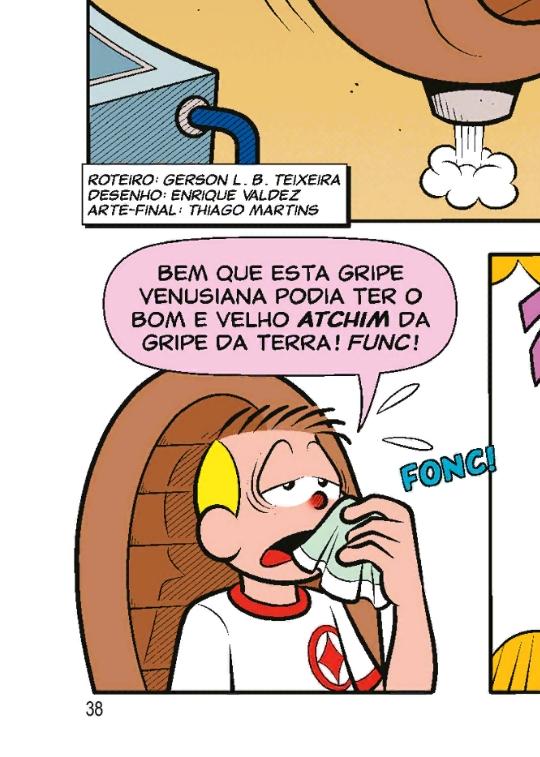 ROTEIRO: GERSON L. B. TEIXEIRA
DESENHO: ENRIQUE VALDEZ
ARTE-FINAL: THIAGO MARTINS
BEM QUE ESTA GRIPE
VENUSIANA PODIA TER O
BOM E VELHO ATCHIM DA
GRIPE DA TERRA! FUNC!
FONC!
38